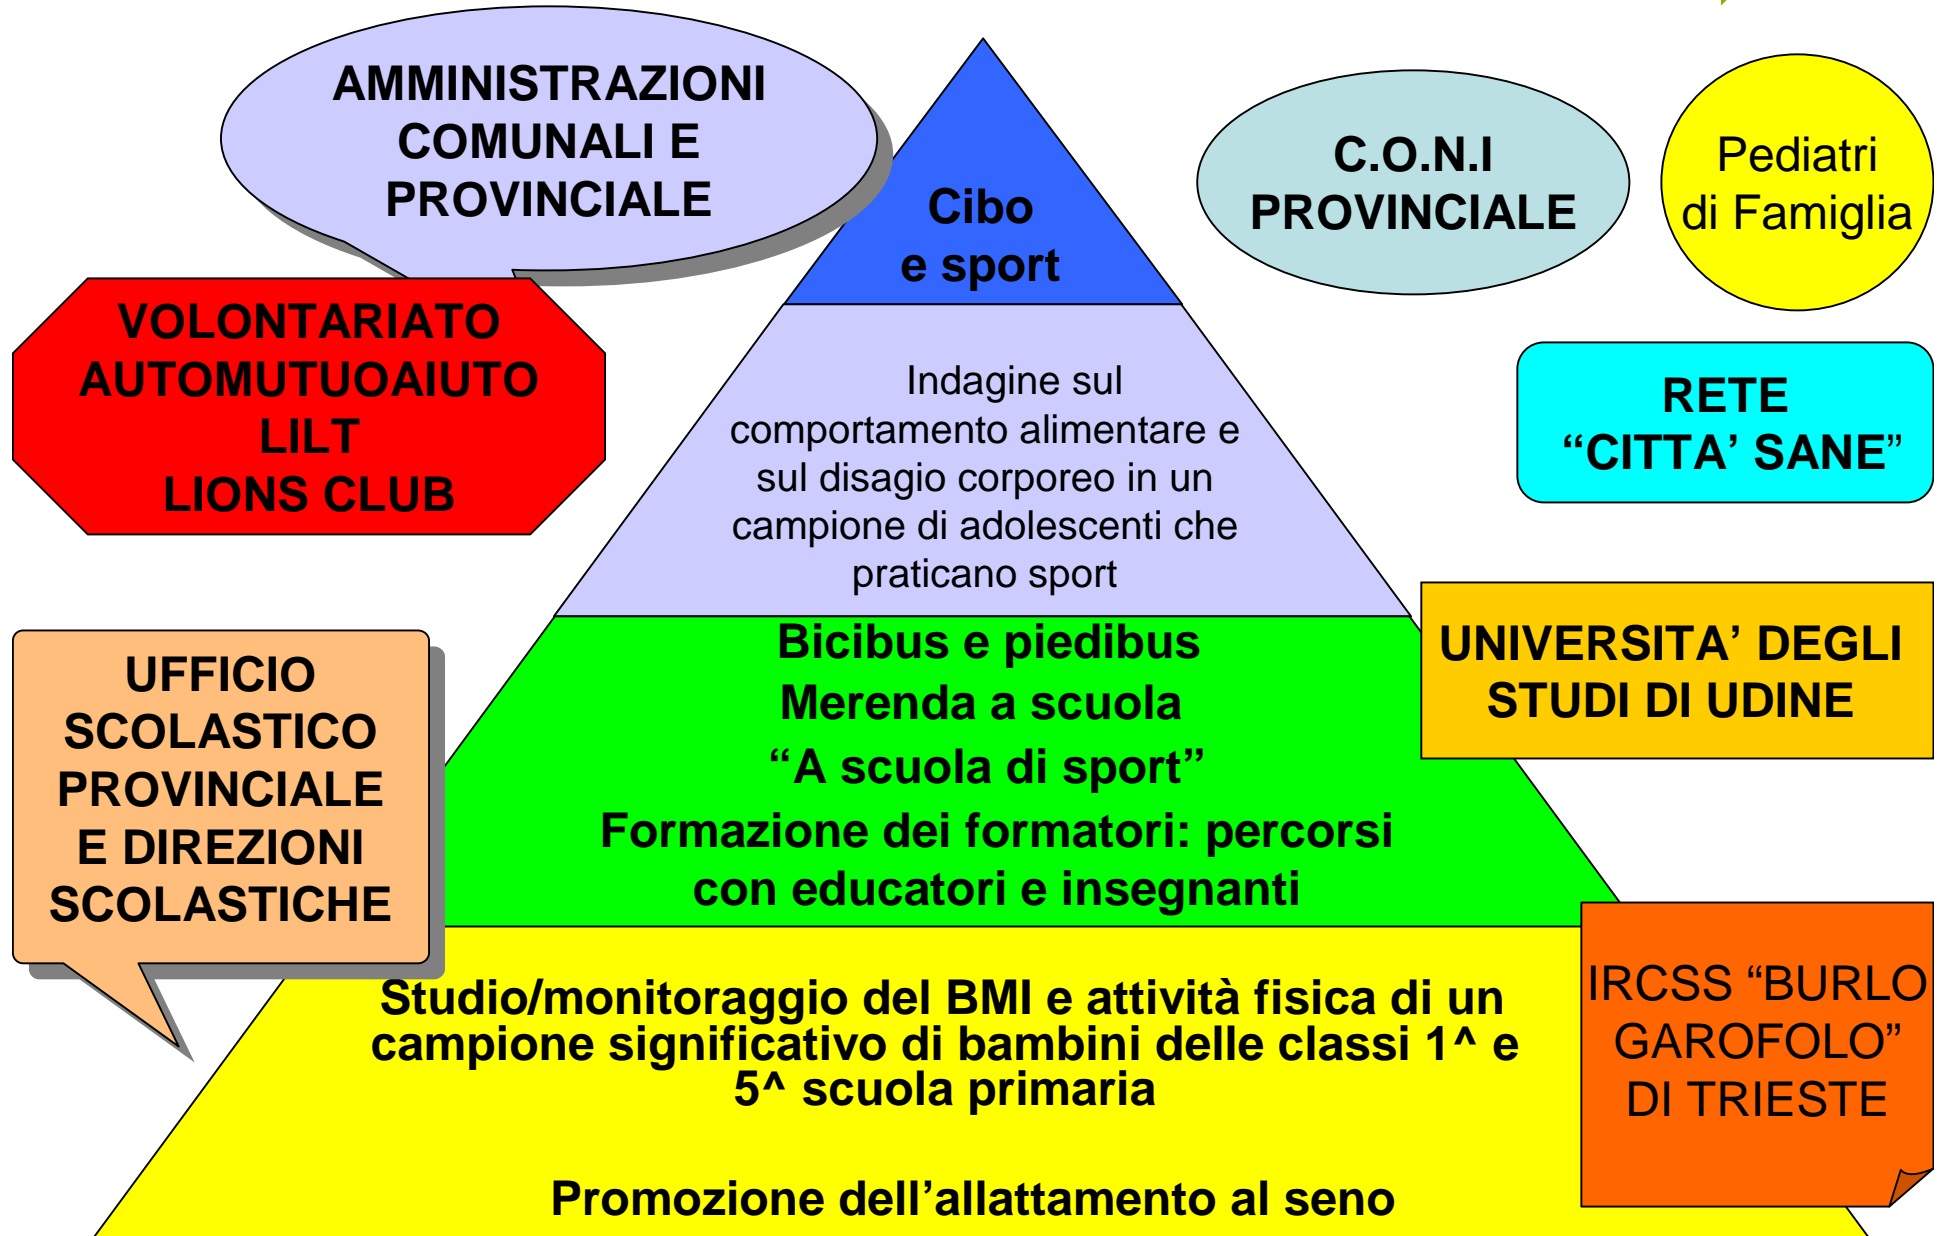 AMMINISTRAZIONI
COMUNALI E
PROVINCIALE
C.O.N.I
PROVINCIALE
Pediatri
di Famiglia
Cibo
e sport
VOLONTARIATO
AUTOMUTUOAIUTO
LILT
LIONS CLUB
Indagine sul
comportamento alimentare e
sul disagio corporeo in un
campione di adolescenti che
praticano sport
RETE
“CITTA’ SANE”
UFFICIO
SCOLASTICO
PROVINCIALE
E DIREZIONI
SCOLASTICHE
Bicibus e piedibus
Merenda a scuola
“A scuola di sport”
Formazione dei formatori: percorsi
con educatori e insegnanti
UNIVERSITA’ DEGLI
STUDI DI UDINE
Studio/monitoraggio del BMI e attività fisica di un
campione significativo di bambini delle classi 1^ e
5^ scuola primaria
Promozione dell’allattamento al seno
IRCSS “BURLO
GAROFOLO”
DI TRIESTE